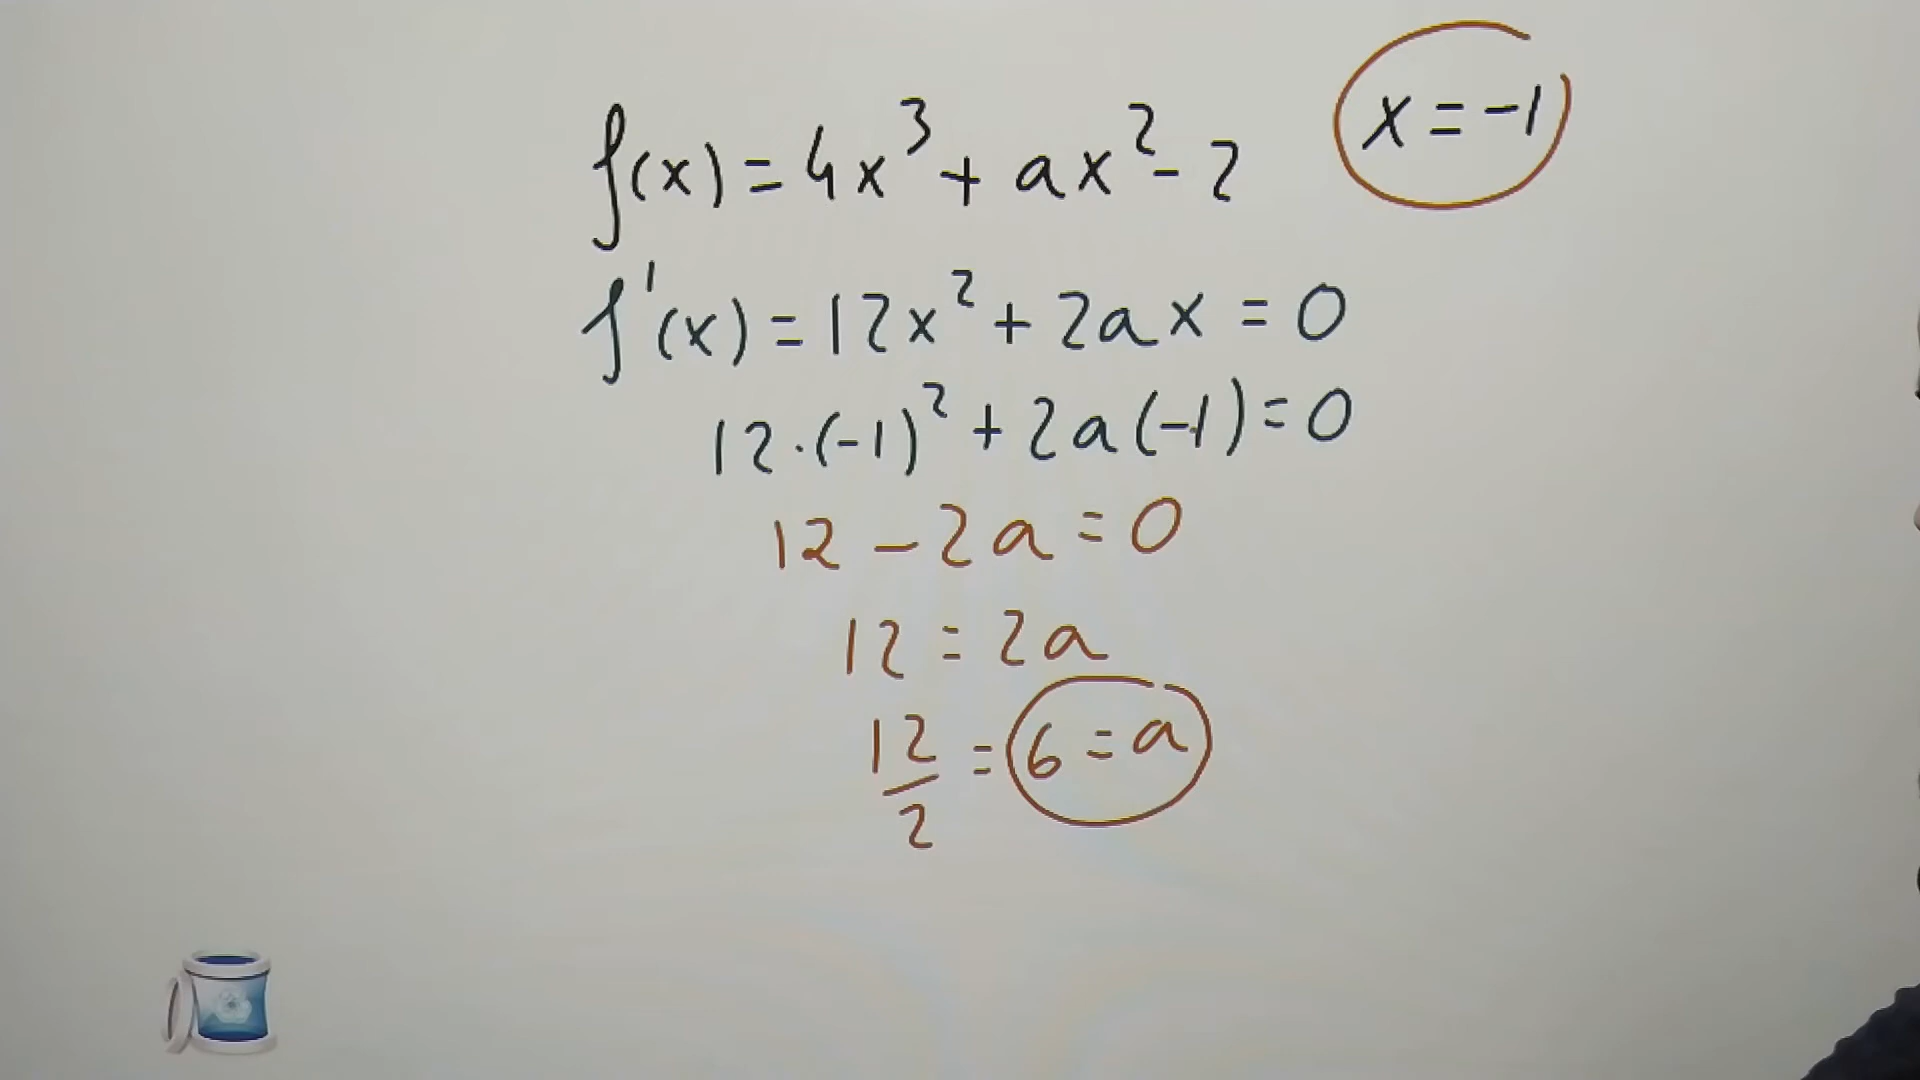 f(x) = 4x³ + ax² - 2
x = -1
f'(x) = 12x² + 2ax = 0
12·(-1)² + 2a(-1) = 0
12 - 2a = 0
12 = 2a
12/2 = 6 = a